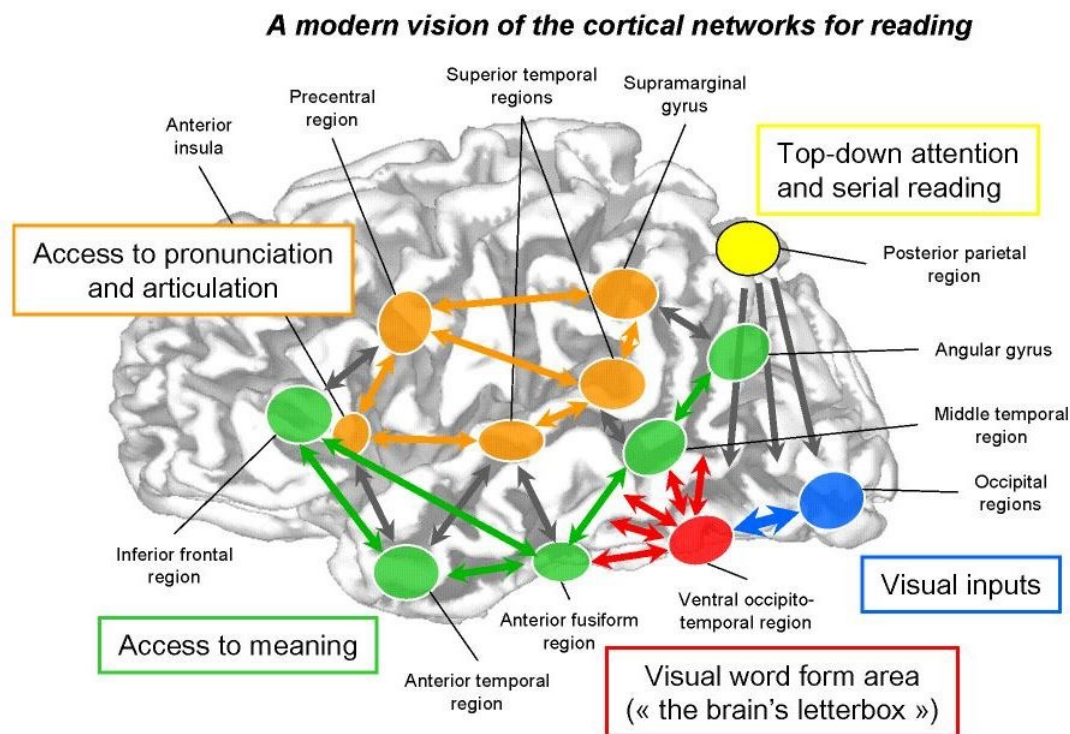 A modern vision of the cortical networks for reading
Superior temporal
regions
Supramarginal
gyrus
Precentral
region
Anterior
insula
Top-down attention
and serial reading
Access to pronunciation
and articulation
Posterior parietal
region
Angular gyrus
Middle temporal
region
Occipital
regions
Inferior frontal
region
Visual inputs
Ventral occipito-
temporal region
Anterior fusiform
region
Access to meaning
Anterior temporal
region
Visual word form area
(« the brain's letterbox »)